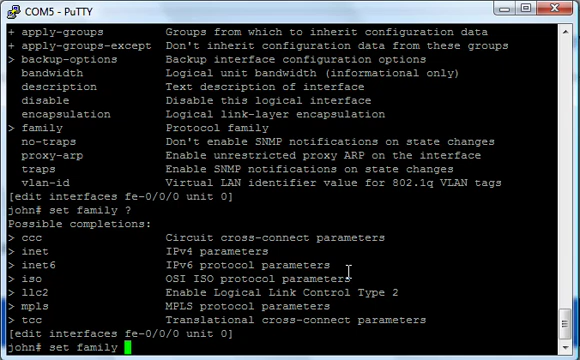 COM5 - PuTTY
+ apply-groups Groups from which to inherit configuration data
+ apply-groups-except Don't inherit configuration data from these groups
> backup-options Backup interface configuration options
bandwidth Logical unit bandwidth (informational only)
description Text description of interface
disable Disable this logical interface
encapsulation Logical link-layer encapsulation
> family Protocol family
no-traps Don't enable SNMP notifications on state changes
proxy-arp Enable unrestricted proxy ARP on the interface
traps Enable SNMP notifications on state changes
vlan-id Virtual LAN identifier value for 802.1q VLAN tags
[edit interfaces fe-0/0/0 unit 0]
john# set family ?
Possible completions:
> ccc Circuit cross-connect parameters
> inet IPv4 parameters
> inet6 IPv6 protocol parameters
> iso OSI ISO protocol parameters
> llc2 Enable Logical Link Control Type 2
> mpls MPLS protocol parameters
> tcc Translational cross-connect parameters
[edit interfaces fe-0/0/0 unit 0]
john# set family